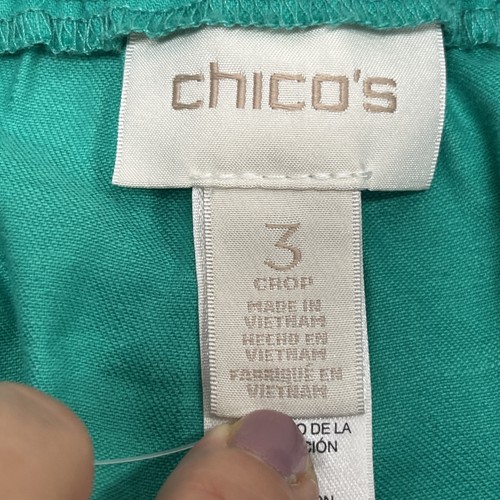 chico's
3
CROP
MADE IN
VIETNAM
HECHO EN
VIETNAM
FABRIQUÉ EN
VIETNAM
DE LA